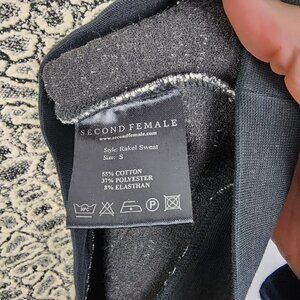 SECOND FEMALE
www.secondfemale.com
Style: Rakel Sweat
Size: S
55% COTTON
37% POLYESTER
8% ELASTHAN